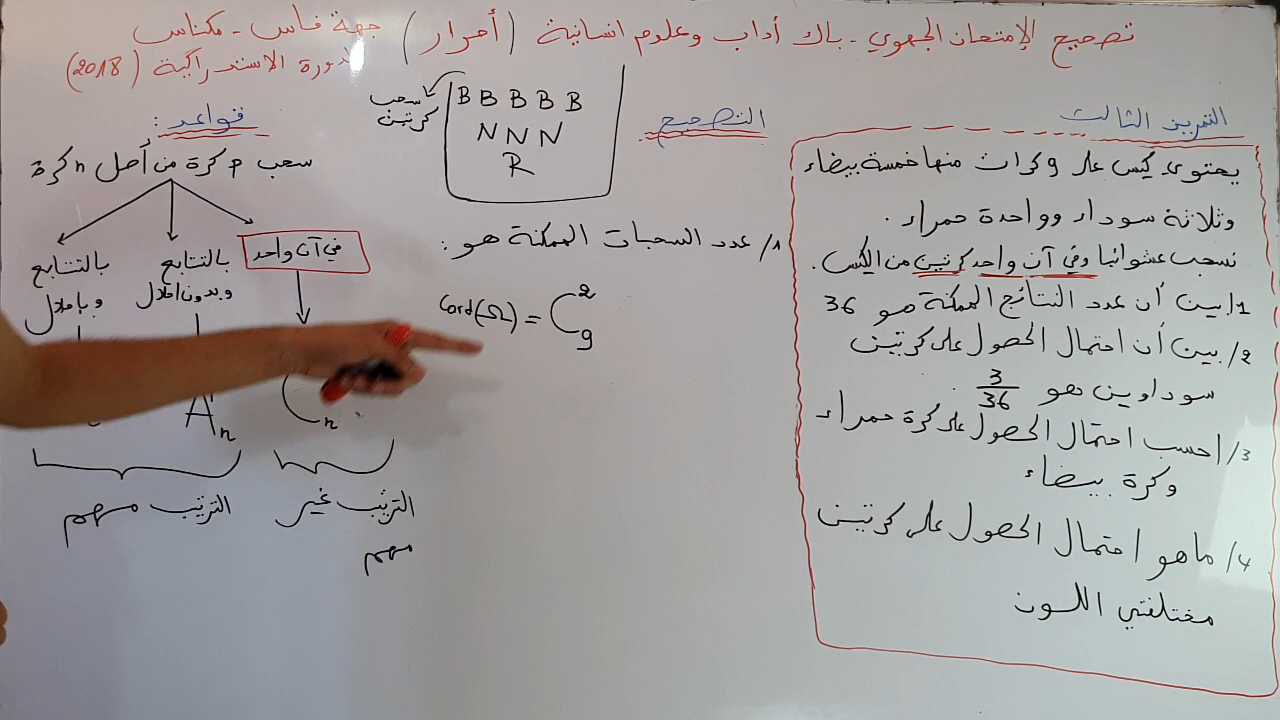 تصحيح الإمتحان الجهوي - باك أداب وعلوم انسانية (أحرار) جهة فاس - مكناس
الدورة الاستدراكية (2018)
التمرين الثالث
يحتوي كيس على 9 كرات منها خمسة بيضاء
وثلاثة سوداء وواحدة حمراء .
نسحب عشوائيا وفي آن واحد كرتين من الكيس .
1/ بين أن عدد النتائج الممكنة هو 36
2/ بين أن احتمال الحصول على كرتين
سوداوين هو 3/36 .
3/ احسب احتمال الحصول على كرة حمراء
وكرة بيضاء
4/ ماهو احتمال الحصول على كرتين
مختلفتي اللون
التصحيح
سحب كرتين
B B B B B
N N N
R
1/ عدد السحبات الممكنة هو :
Card(Ω) = C₉²
قواعد :
سحب p كرة من أصل n كرة
في آن واحد
بالتتابع وبدون احلال
بالتتابع وباحلال
Aₙ
Cₙ
الترتيب غير مهم
الترتيب مهم